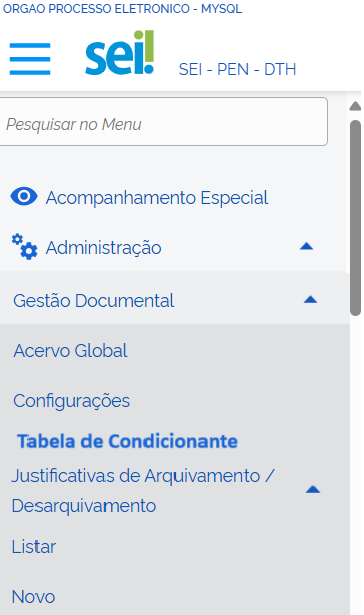 ORGAO PROCESSO ELETRONICO - MYSQL
sei!
SEI - PEN - DTH
Pesquisar no Menu
Acompanhamento Especial
Administração
Gestão Documental
Acervo Global
Configurações
Tabela de Condicionante
Justificativas de Arquivamento /
Desarquivamento
Listar
Novo